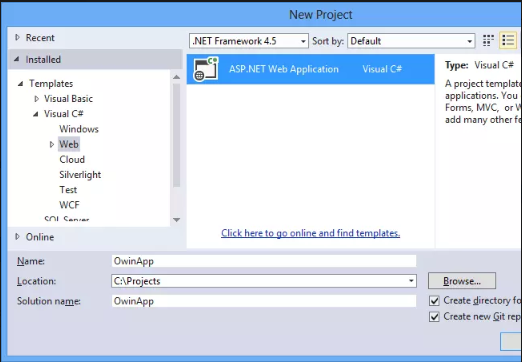 New Project
Recent
.NET Framework 4.5 Sort by: Default
Installed
Templates
Visual Basic
Visual C#
Windows
Web
Cloud
Silverlight
Test
WCF
SQL Server
Online
ASP.NET Web Application Visual C#
Click here to go online and find templates.
Type: Visual C#
A project template
applications. You
Forms, MVC, or W
add many other fe
Name: OwinApp
Location: C:\Projects Browse...
Solution name: OwinApp
Create directory fo
Create new Git rep